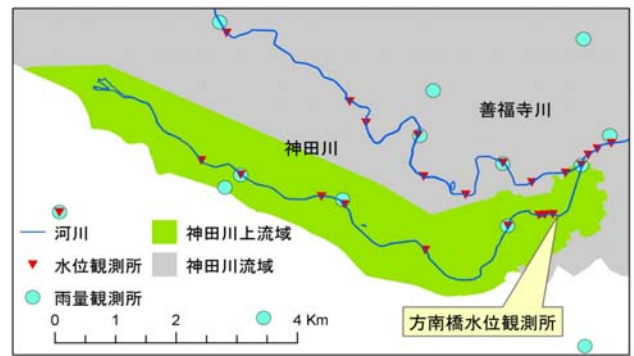 善福寺川
神田川
河川
神田川上流域
水位観測所
神田川流域
雨量観測所
0 1 2 4 Km
方南橋水位観測所